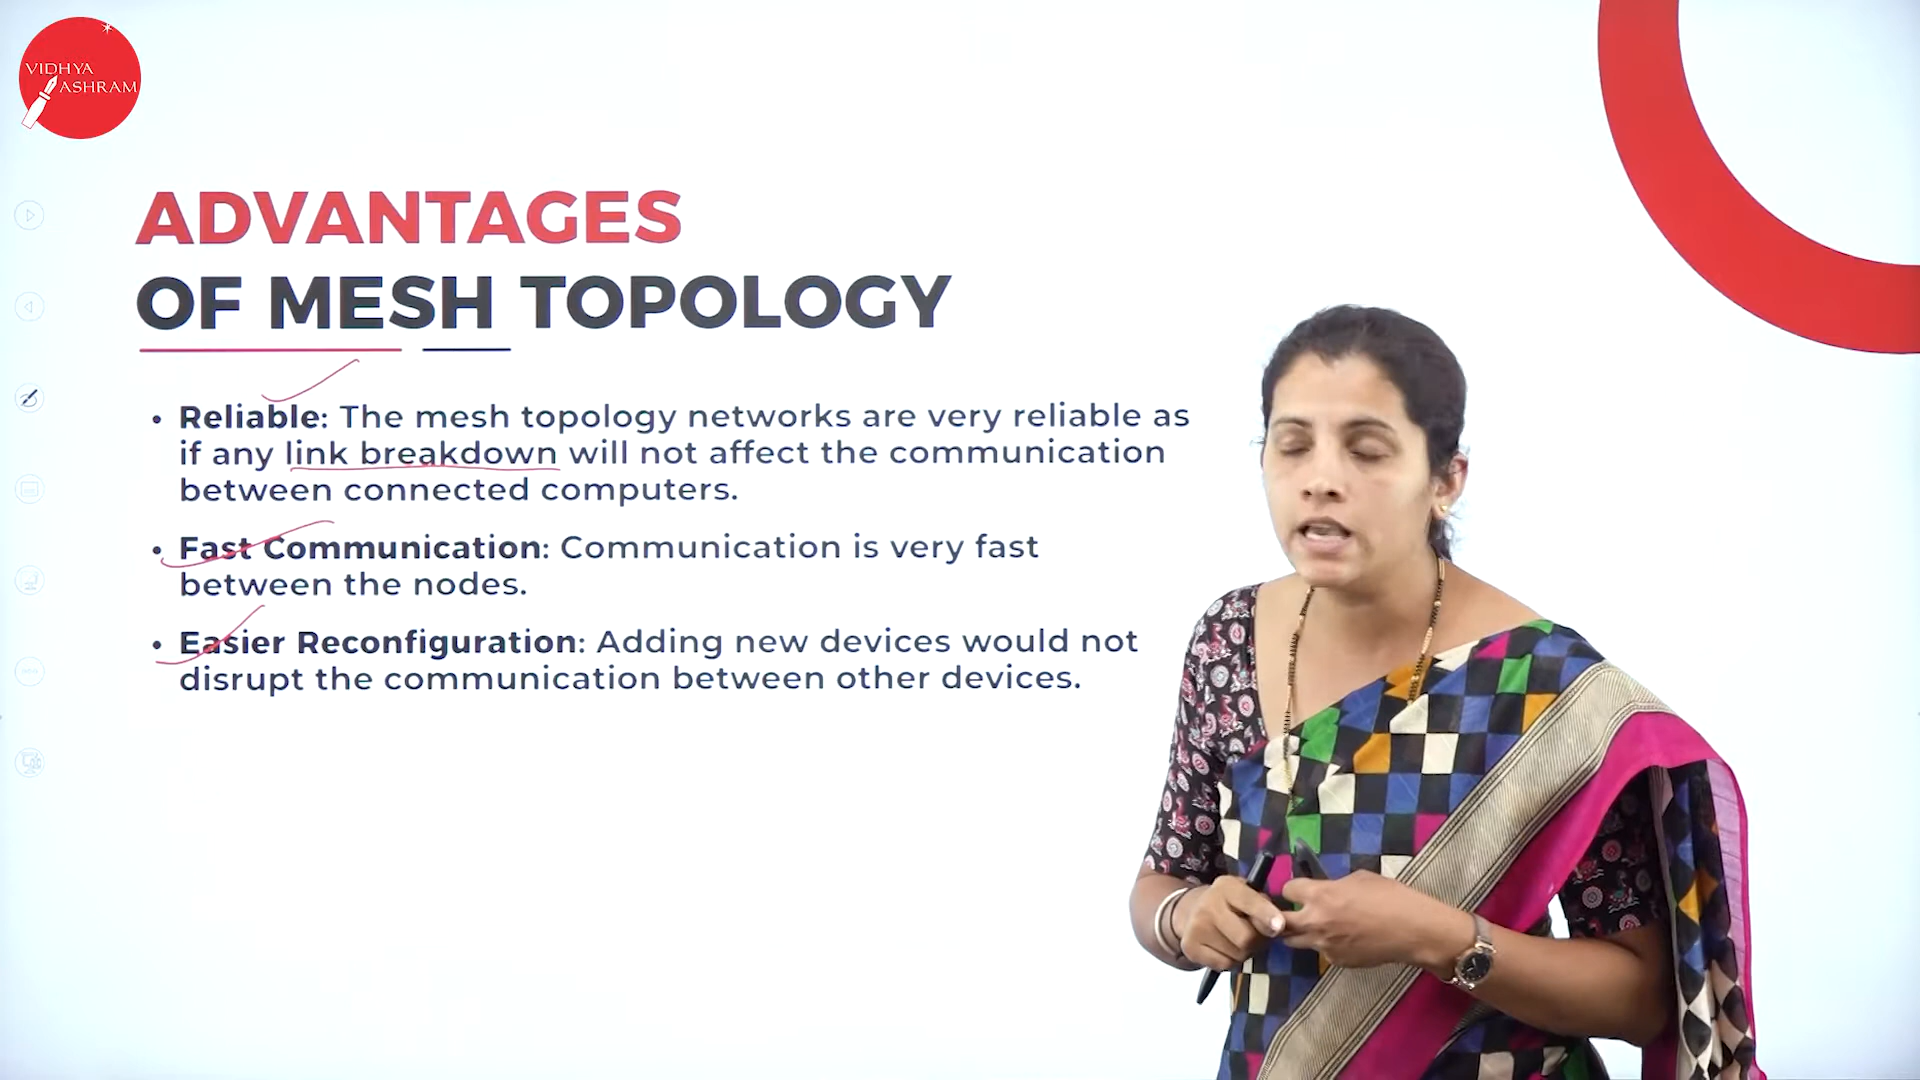 VIDHYA
ASHRAM
ADVANTAGES
OF MESH TOPOLOGY
• Reliable: The mesh topology networks are very reliable as
if any link breakdown will not affect the communication
between connected computers.
• Fast Communication: Communication is very fast
between the nodes.
• Easier Reconfiguration: Adding new devices would not
disrupt the communication between other devices.